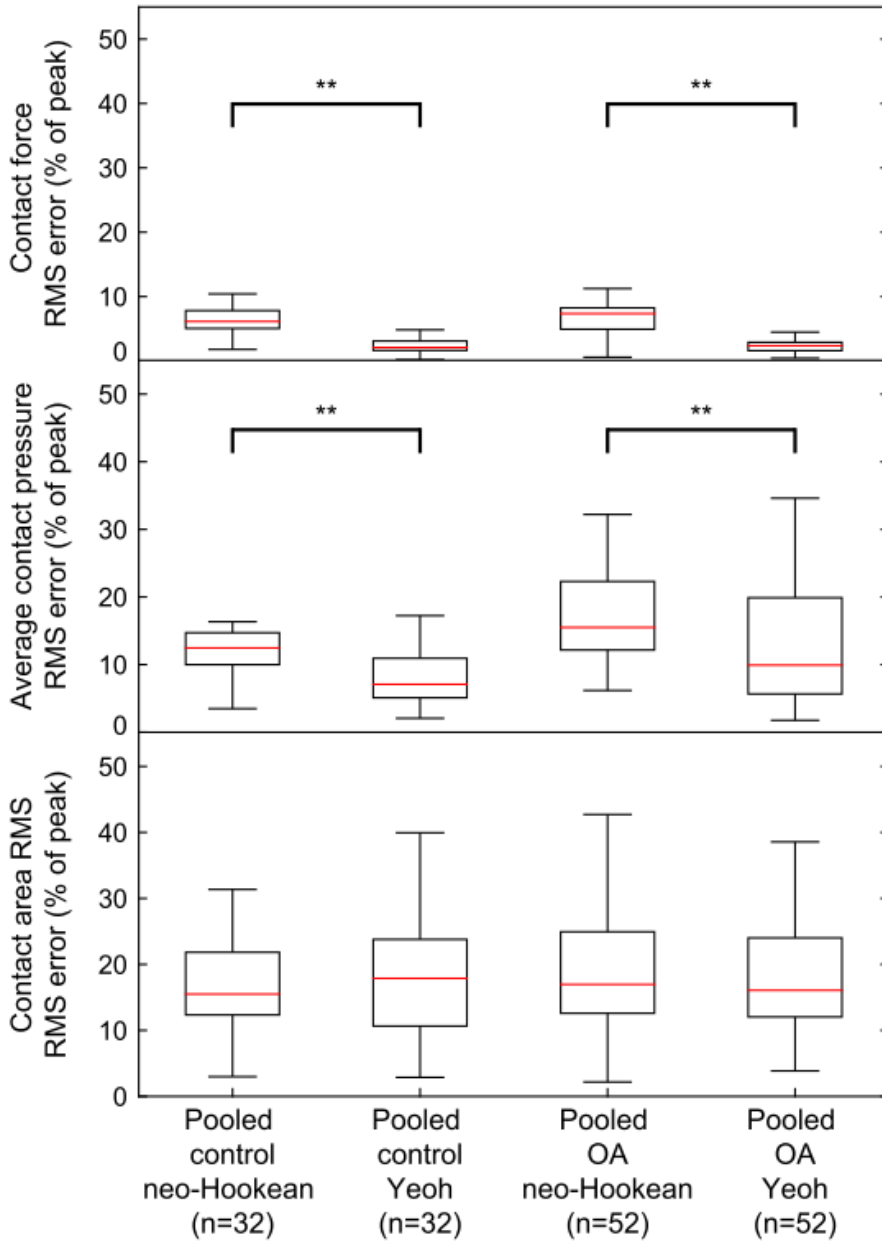 Contact force
RMS error (% of peak)
50
40
30
20
10
0
**
**
Average contact pressure
RMS error (% of peak)
50
40
30
20
10
0
**
**
Contact area RMS
RMS error (% of peak)
50
40
30
20
10
0
Pooled
control
neo-Hookean
(n=32)
Pooled
control
Yeoh
(n=32)
Pooled
OA
neo-Hookean
(n=52)
Pooled
OA
Yeoh
(n=52)